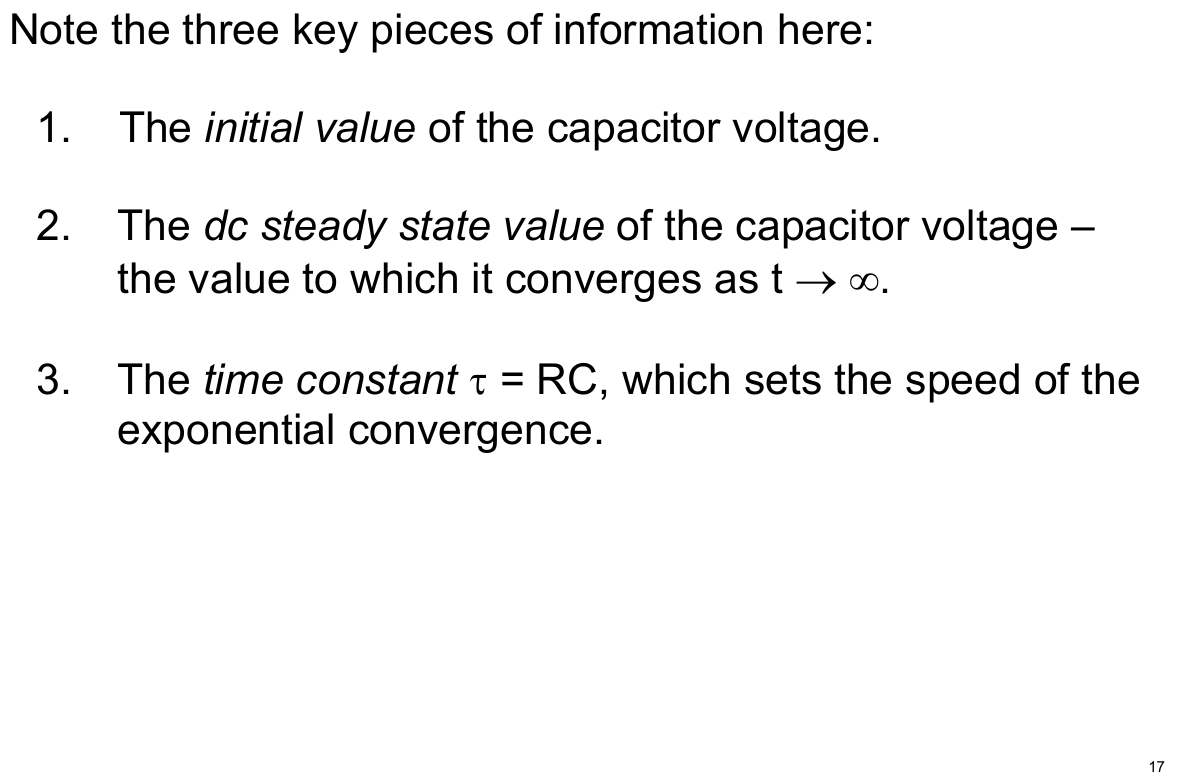 Note the three key pieces of information here:
1. The initial value of the capacitor voltage.
2. The dc steady state value of the capacitor voltage –
the value to which it converges as t → ∞.
3. The time constant τ = RC, which sets the speed of the
exponential convergence.
17